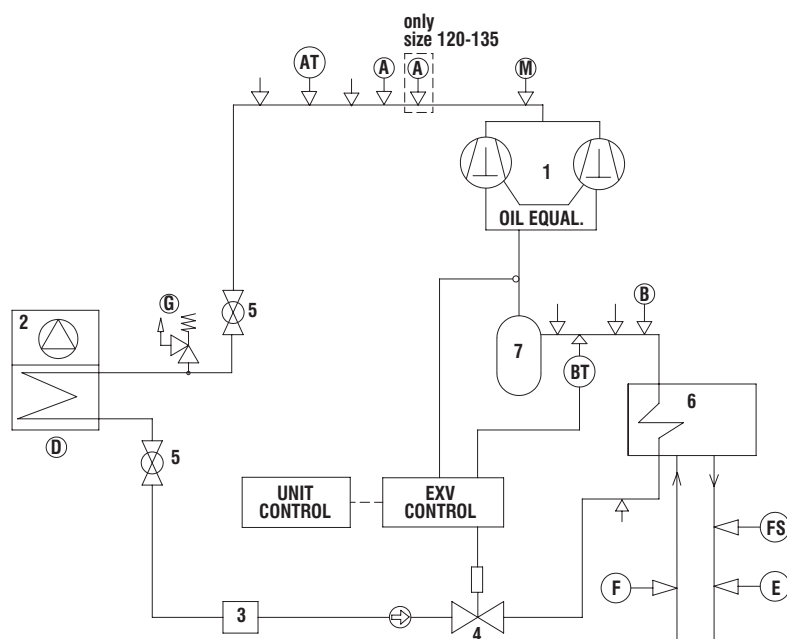 only
size 120-135
AT
A
A
M
1
OIL EQUAL.
G
5
B
2
7
BT
6
D
5
UNIT
CONTROL
EXV
CONTROL
FS
F
E
3
4